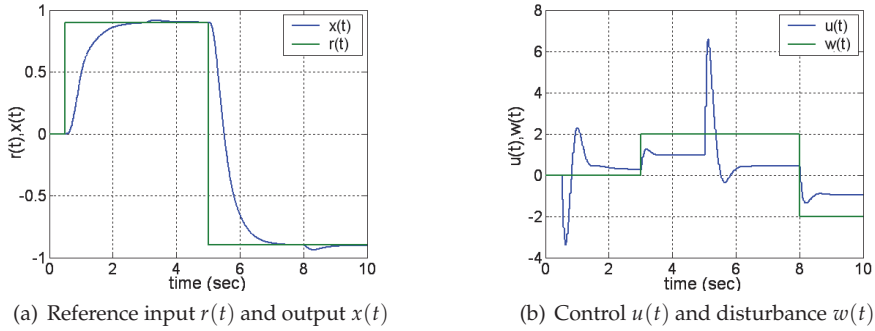 1
0.5
0
-0.5
-1
r(t),x(t)
0 2 4 6 8 10
time (sec)
x(t)
r(t)
(a) Reference input r(t) and output x(t)
8
6
4
2
0
-2
-4
u(t),w(t)
0 2 4 6 8 10
time (sec)
u(t)
w(t)
(b) Control u(t) and disturbance w(t)